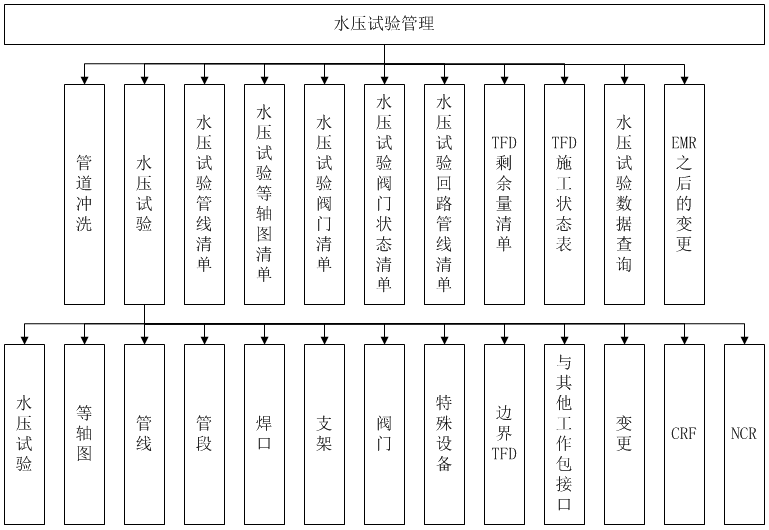 水压试验管理
管道冲洗
水压试验
水压试验管线清单
水压试验等轴图清单
水压试验阀门清单
水压试验阀门状态清单
水压试验回路管线清单
TFD剩余量清单
TFD施工状态表
水压试验数据查询
EMR之后的变更
水压试验
等轴图
管线
管段
焊口
支架
阀门
特殊设备
边界TFD
与其他工作包接口
变更
CRF
NCR